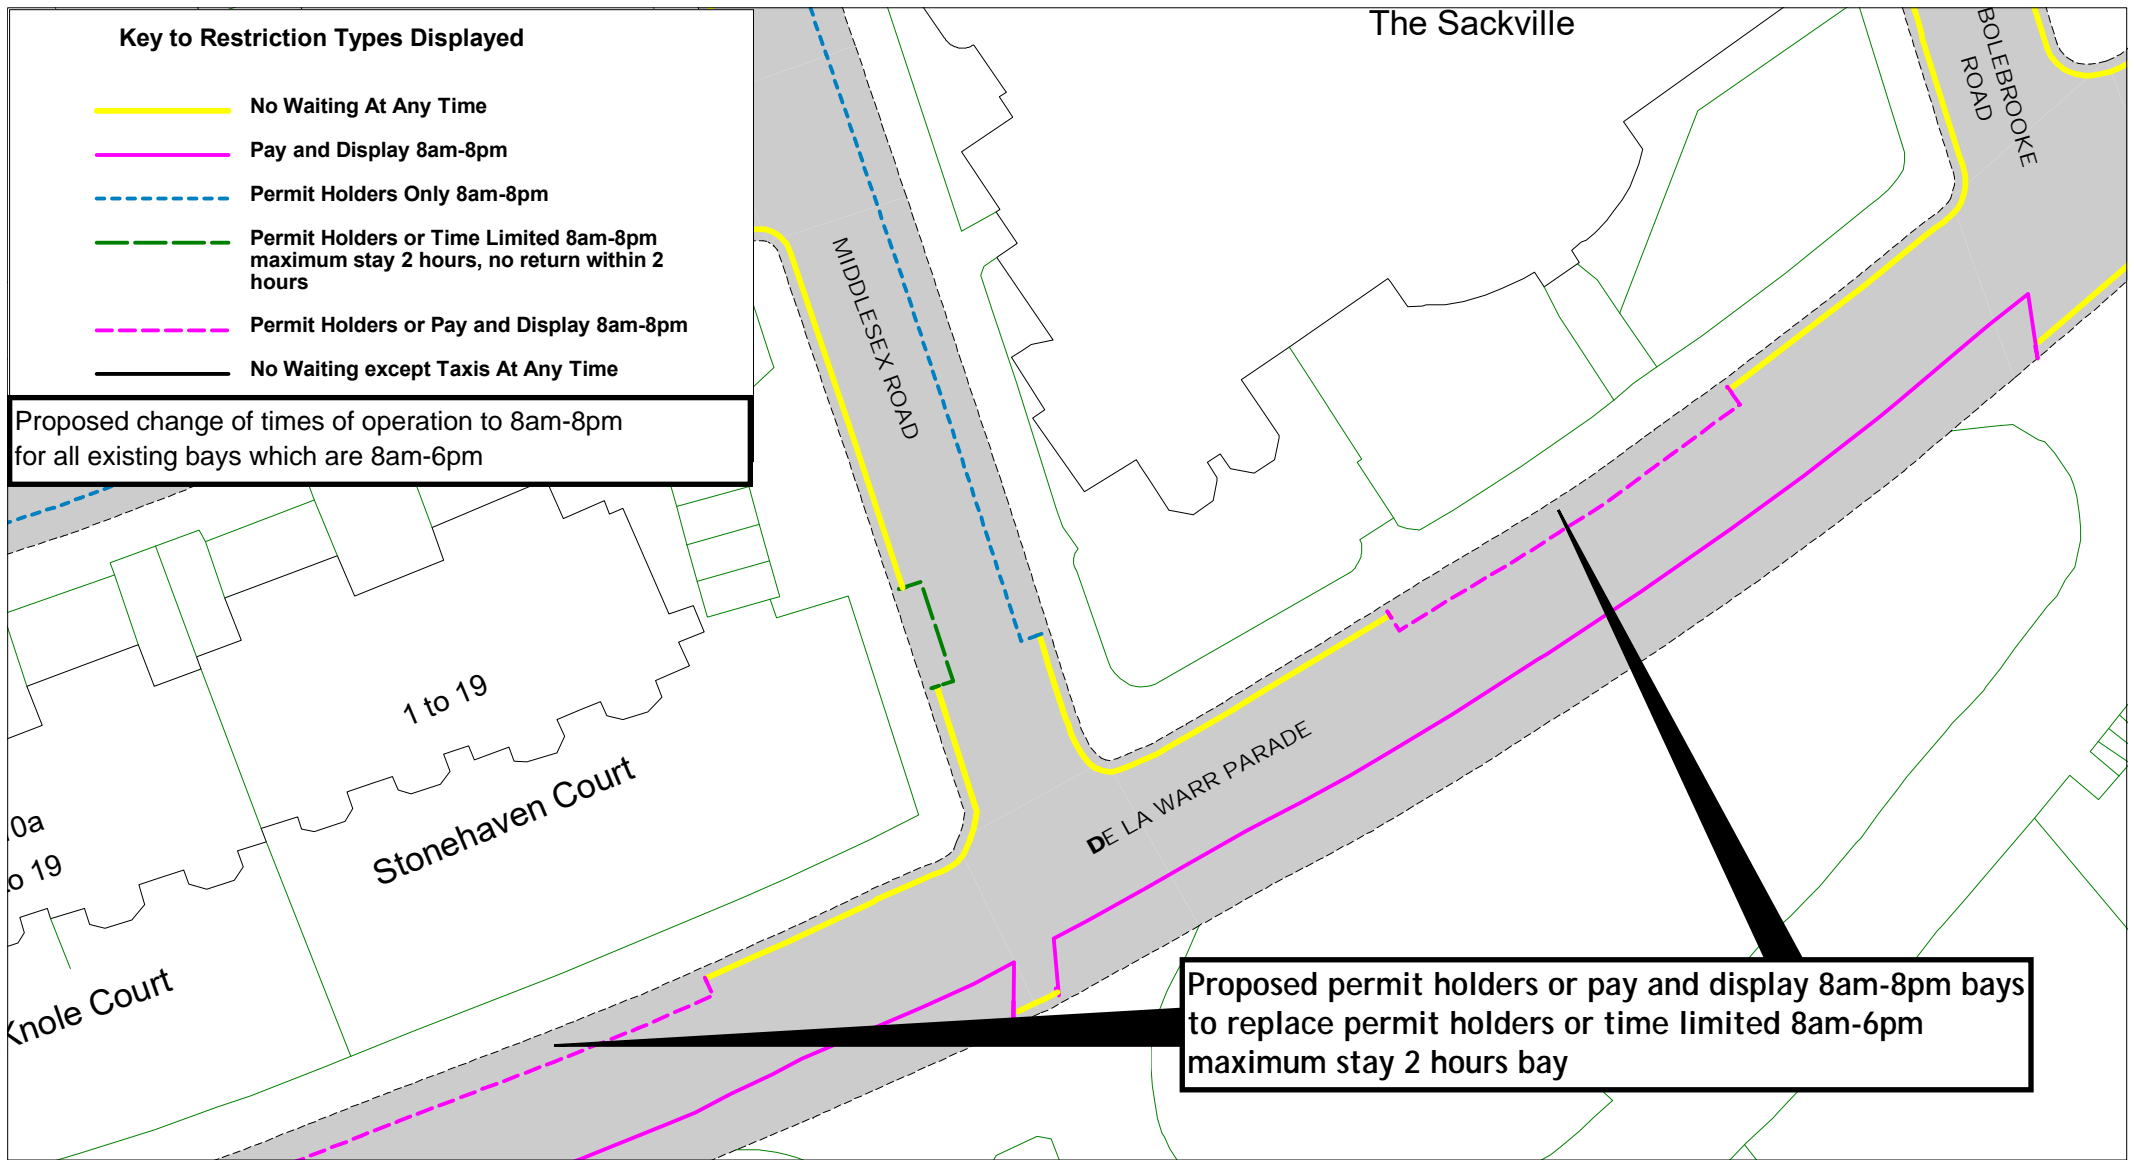 Key to Restriction Types Displayed
No Waiting At Any Time
Pay and Display 8am-8pm
Permit Holders Only 8am-8pm
Permit Holders or Time Limited 8am-8pm
maximum stay 2 hours, no return within 2
hours
Permit Holders or Pay and Display 8am-8pm
No Waiting except Taxis At Any Time
Proposed change of times of operation to 8am-8pm
for all existing bays which are 8am-6pm
The Sackville
BOLEBROOKE
ROAD
MIDDLESEX ROAD
DE LA WARR PARADE
1 to 19
Stonehaven Court
0a
o 19
Knole Court
Proposed permit holders or pay and display 8am-8pm bays
to replace permit holders or time limited 8am-6pm
maximum stay 2 hours bay